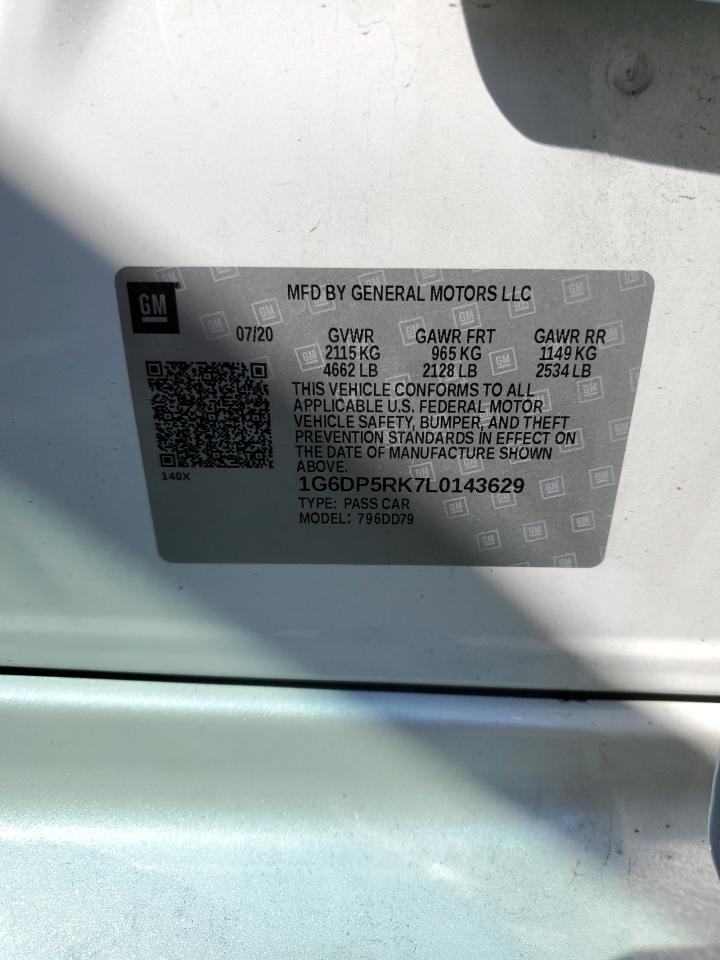 GM
MFD BY GENERAL MOTORS LLC
07/20 GVWR GAWR FRT GAWR RR
2115 KG 965 KG 1149 KG
4662 LB 2128 LB 2534 LB
THIS VEHICLE CONFORMS TO ALL
APPLICABLE U.S. FEDERAL MOTOR
VEHICLE SAFETY, BUMPER, AND THEFT
PREVENTION STANDARDS IN EFFECT ON
THE DATE OF MANUFACTURE SHOWN
ABOVE.
140X
1G6DP5RK7L0143629
TYPE: PASS CAR
MODEL: 796DD79